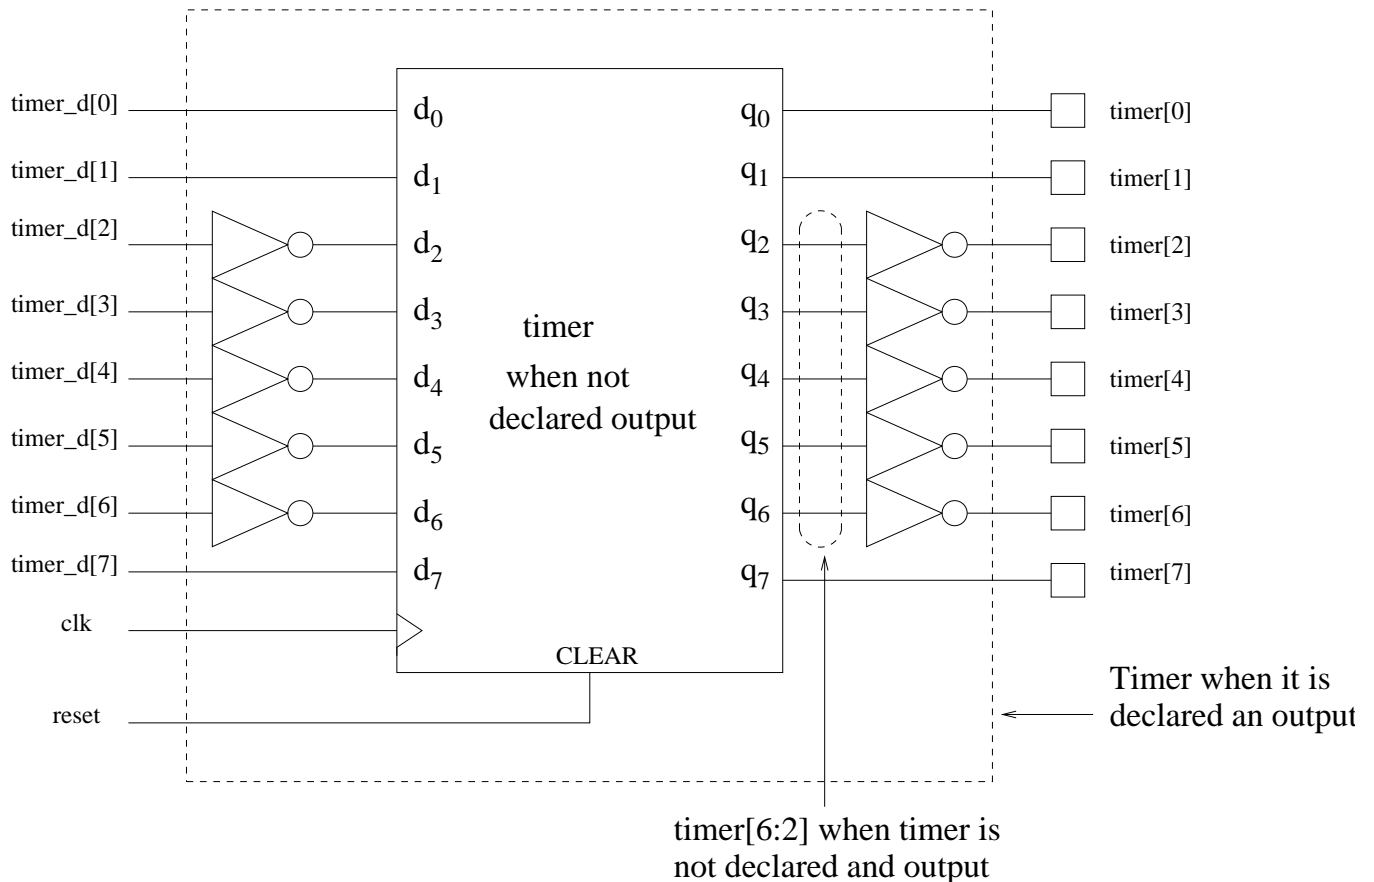 timer_d[0]
d0
q0
timer[0]
timer_d[1]
d1
q1
timer[1]
timer_d[2]
d2
q2
timer[2]
timer_d[3]
d3
q3
timer[3]
timer
timer_d[4]
d4
when not
q4
timer[4]
declared output
timer_d[5]
d5
q5
timer[5]
timer_d[6]
d6
q6
timer[6]
timer_d[7]
d7
q7
timer[7]
clk
CLEAR
reset
Timer when it is
declared an output
timer[6:2] when timer is
not declared and output